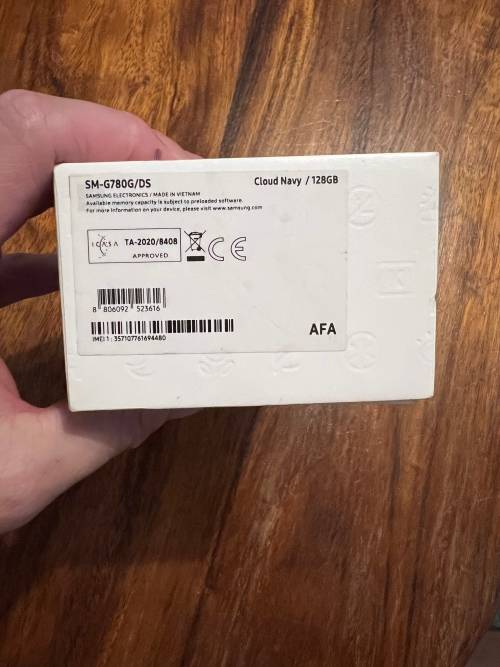 SM-G780G/DS
Cloud Navy / 128GB
SAMSUNG ELECTRONICS / MADE IN VIETNAM
Available memory capacity is subject to preloaded software.
For more information on your device, please visit www.samsung.com
ICASA
TA-2020/8408
APPROVED
CE
8 806092 523616
AFA
IMEI 1 : 357107761694480